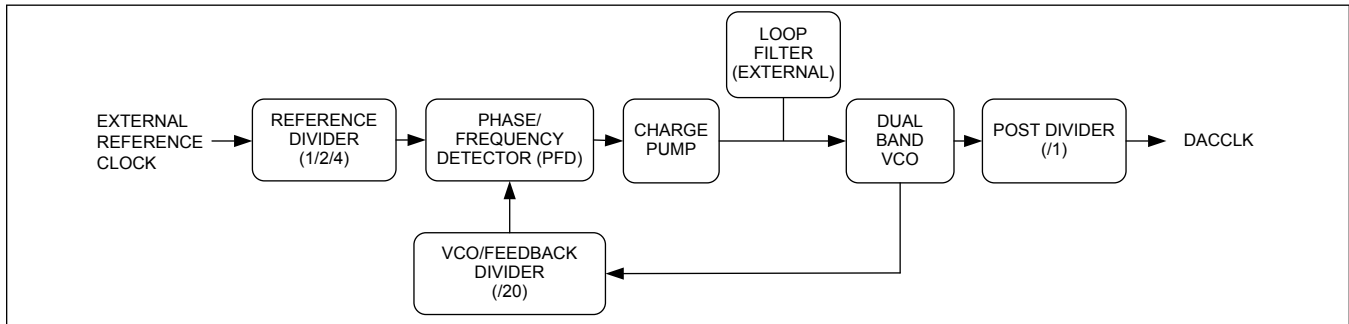 LOOP
FILTER
(EXTERNAL)
EXTERNAL
REFERENCE
CLOCK
REFERENCE
DIVIDER
(1/2/4)
PHASE/
FREQUENCY
DETECTOR (PFD)
CHARGE
PUMP
DUAL
BAND
VCO
POST DIVIDER
(/1)
DACCLK
VCO/FEEDBACK
DIVIDER
(/20)